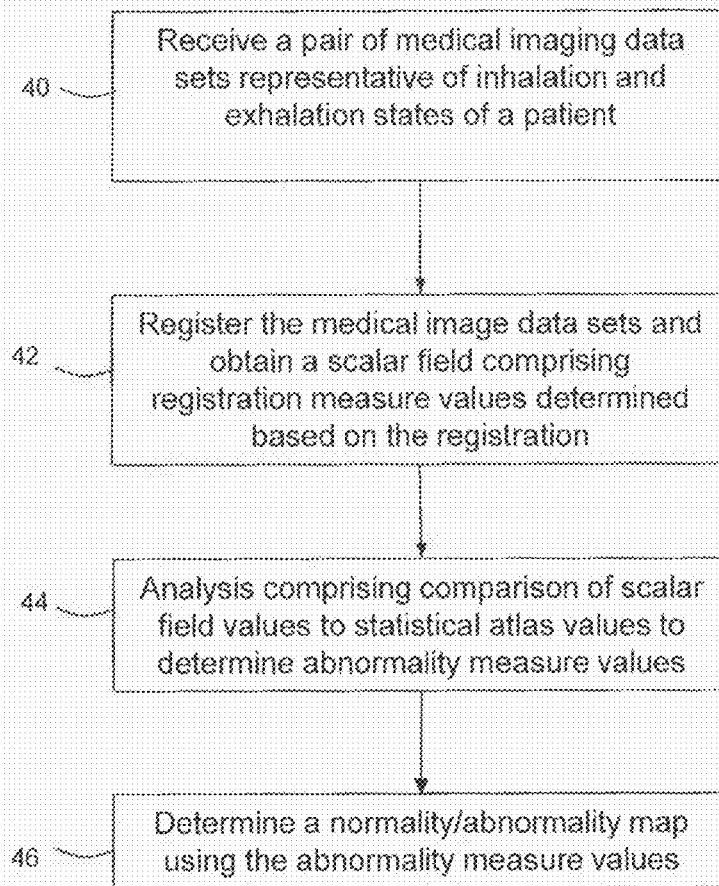 Receive a pair of medical imaging data
sets representative of inhalation and
40
exhalation states of a patient
Register the medical image data sets and
42
obtain a scalar field comprising
registration measure values determined
based on the registration
44
Analysis comprising comparison of scalar
field values to statistical atlas values to
determine abnormality measure values
Determine a normality/abnormality map
46
using the abnormality measure values